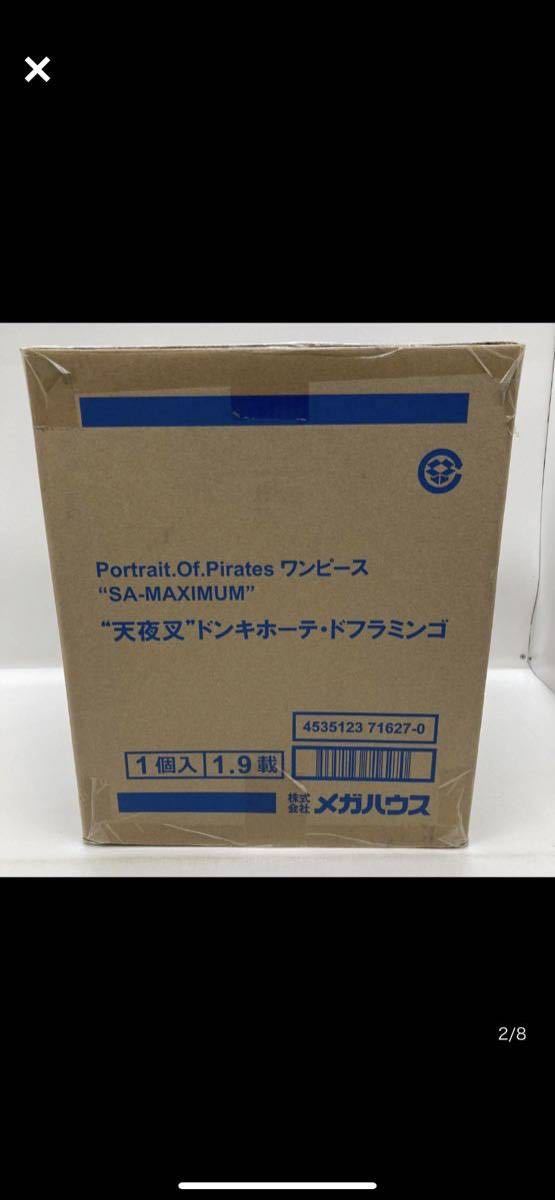 Portrait.Of.Pirates ワンピース
“SA-MAXIMUM”
“天夜叉”ドンキホーテ・ドフラミンゴ
4535123 71627-0
1個入 1.9載
株式会社 メガハウス
2/8